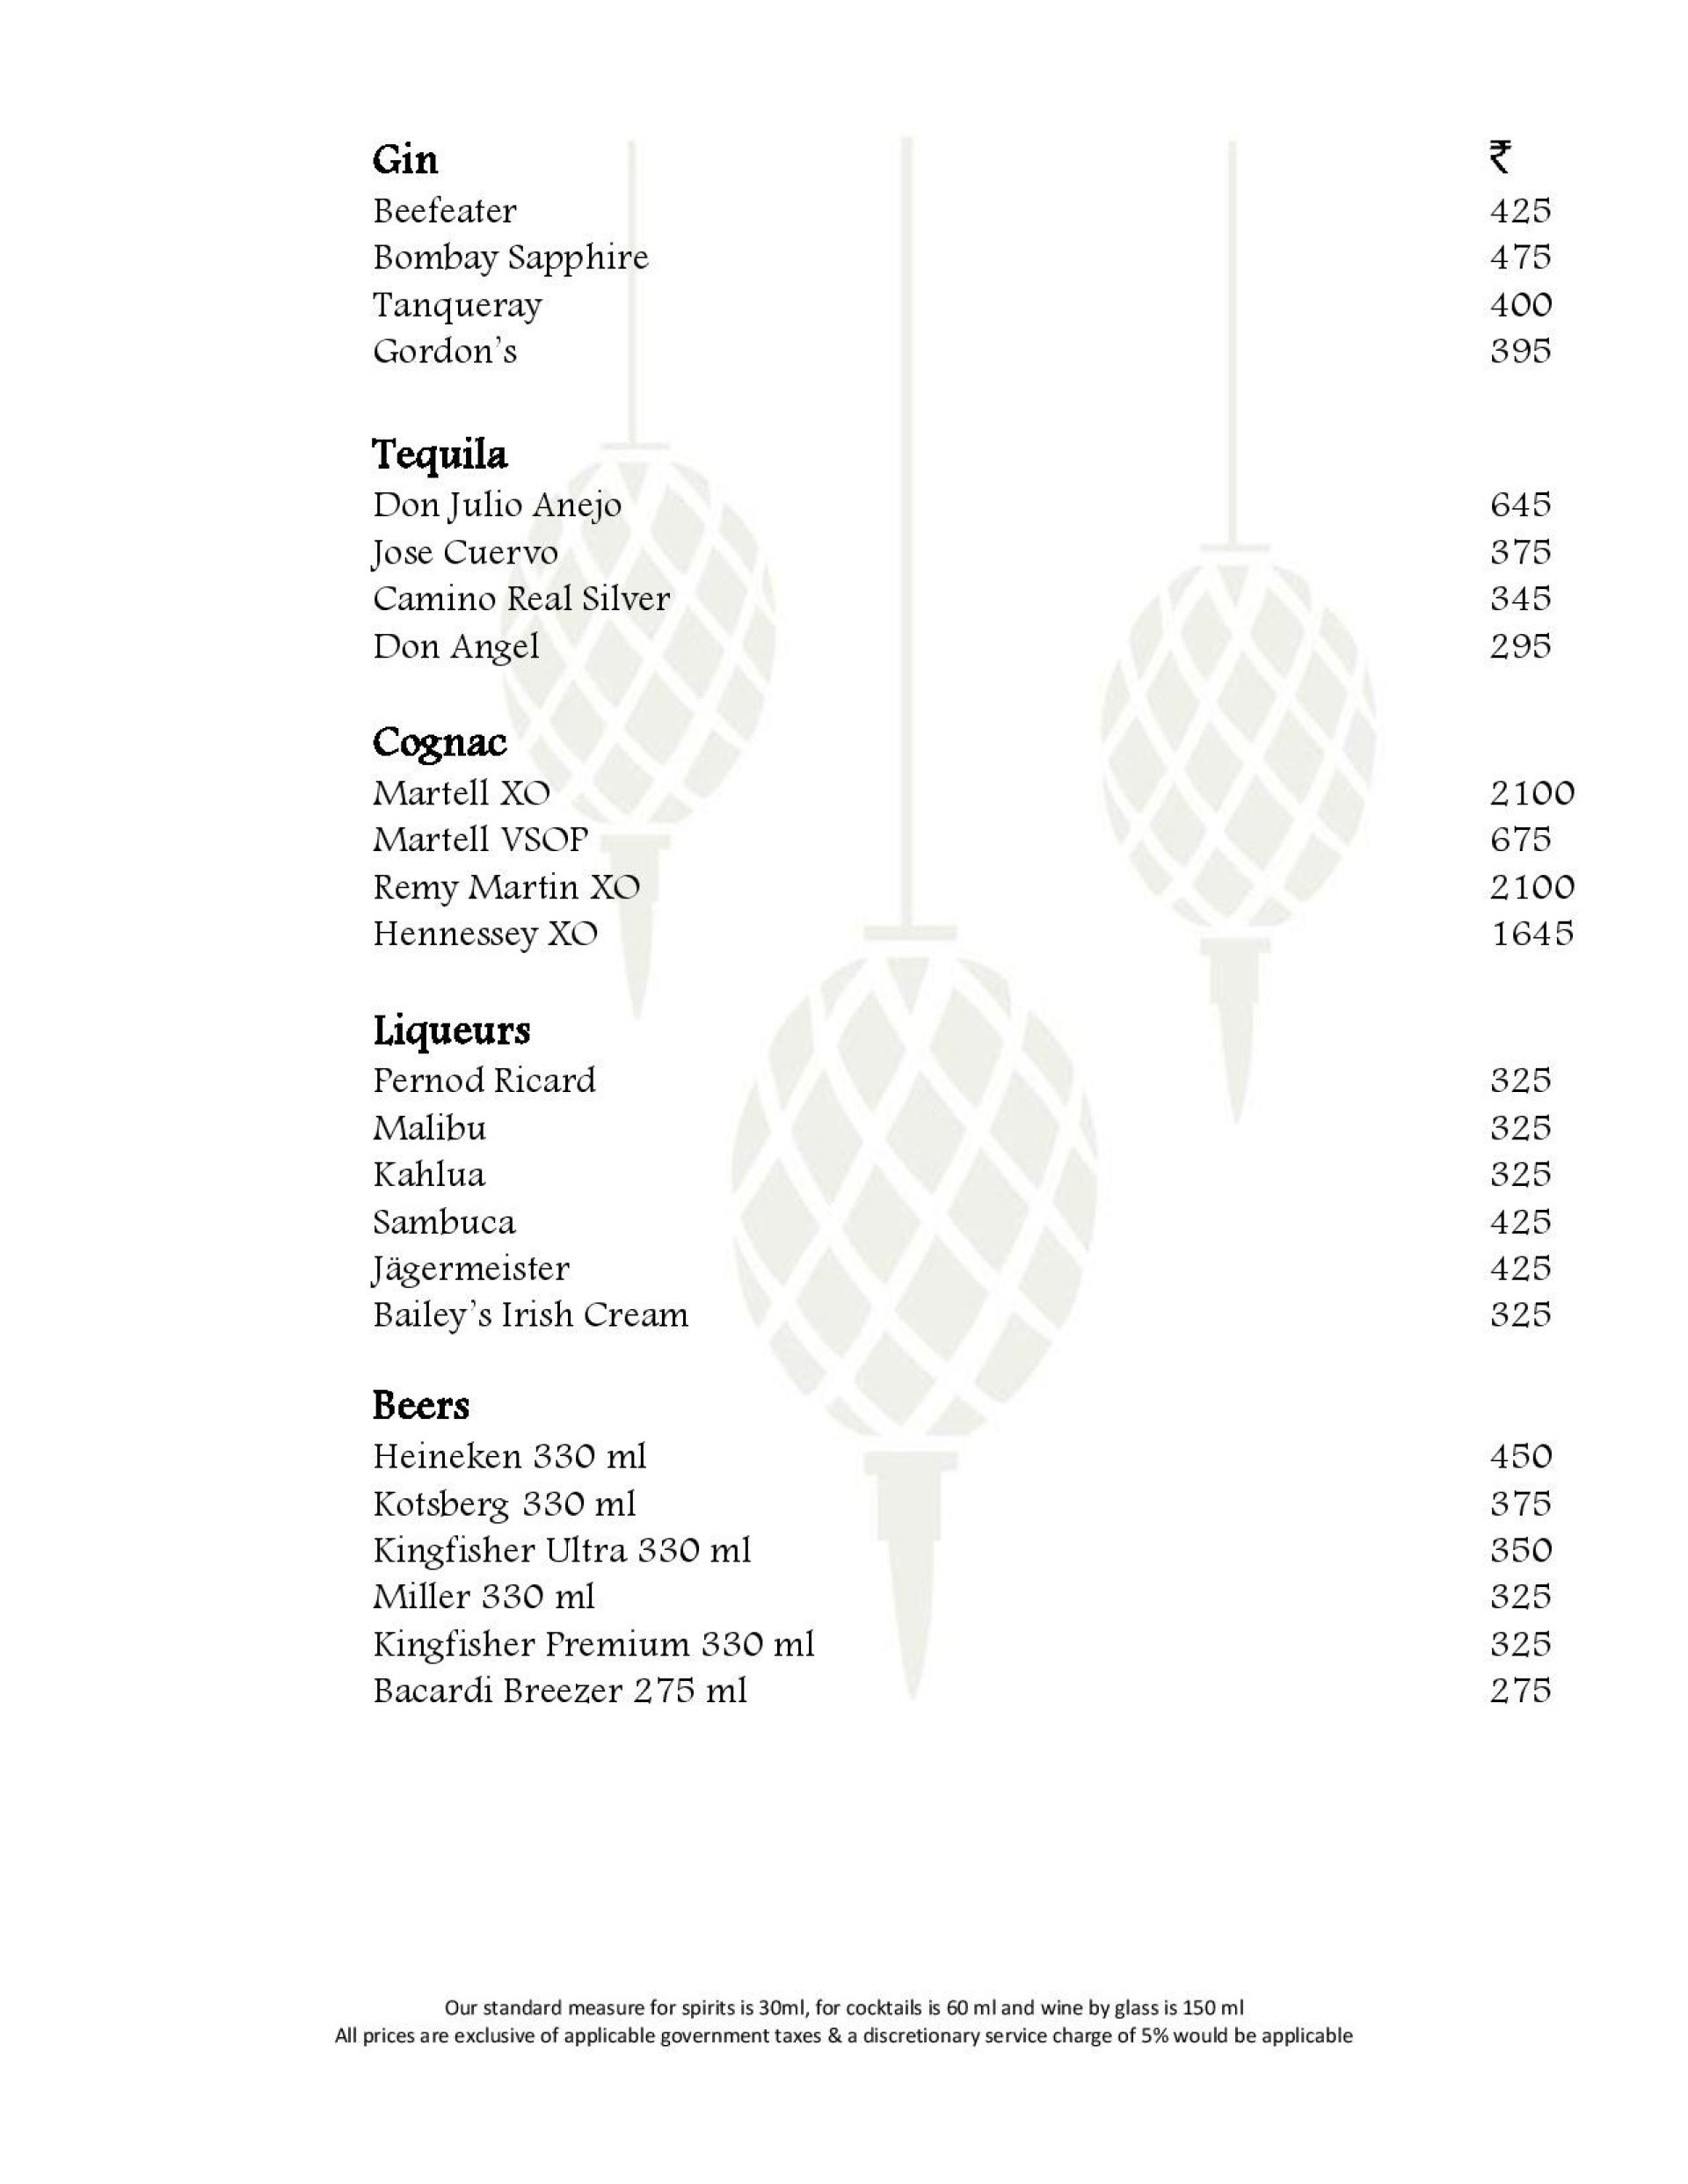 Gin ₹
Beefeater 425
Bombay Sapphire 475
Tanqueray 400
Gordon's 395
Tequila
Don Julio Anejo 645
Jose Cuervo 375
Camino Real Silver 345
Don Angel 295
Cognac
Martell XO 2100
Martell VSOP 675
Remy Martin XO 2100
Hennessey XO 1645
Liqueurs
Pernod Ricard 325
Malibu 325
Kahlua 325
Sambuca 425
Jägermeister 425
Bailey's Irish Cream 325
Beers
Heineken 330 ml 450
Kotsberg 330 ml 375
Kingfisher Ultra 330 ml 350
Miller 330 ml 325
Kingfisher Premium 330 ml 325
Bacardi Breezer 275 ml 275
Our standard measure for spirits is 30ml, for cocktails is 60 ml and wine by glass is 150 ml
All prices are exclusive of applicable government taxes & a discretionary service charge of 5% would be applicable